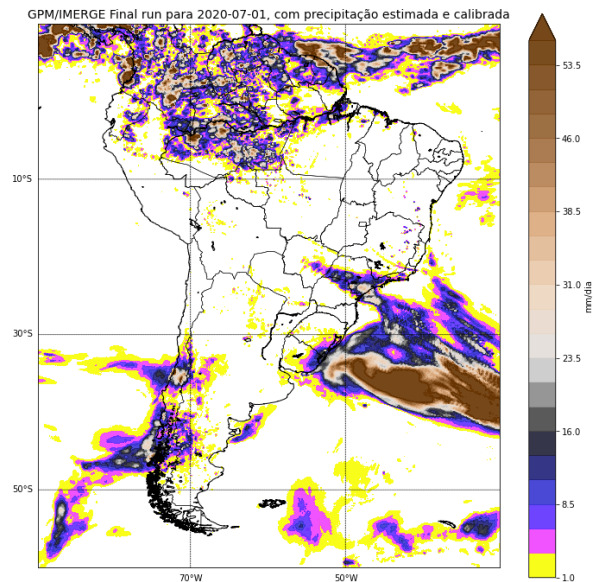 GPM/IMERGE Final run para 2020-07-01, com precipitação estimada e calibrada
53.5
46.0
38.5
31.0
23.5
16.0
8.5
1.0
mm/dia
10°S
30°S
50°S
70°W
50°W